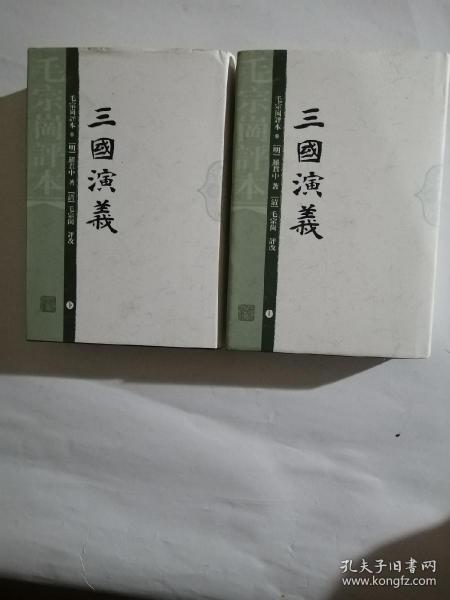 毛宗崗評本
毛宗崗評本
[明] 羅貫中 著
[清] 毛宗崗 評改
下
三國演義
毛宗崗評本
毛宗崗評本
[明] 羅貫中 著
[清] 毛宗崗 評改
上
三國演義
孔夫子旧书网
www.kongfz.com